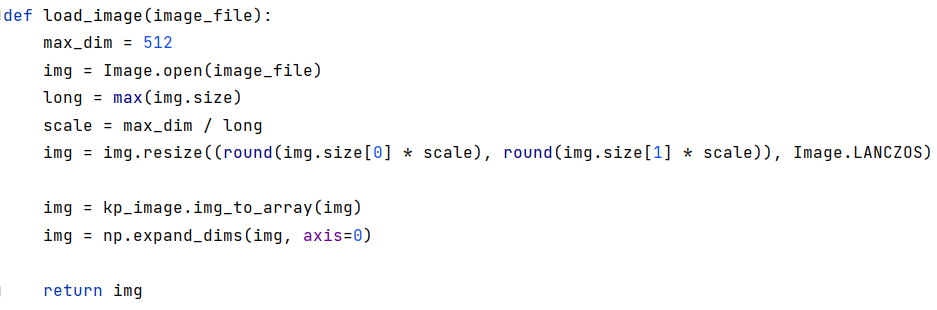 def load_image(image_file):
    max_dim = 512
    img = Image.open(image_file)
    long = max(img.size)
    scale = max_dim / long
    img = img.resize((round(img.size[0] * scale), round(img.size[1] * scale)), Image.LANCZOS)
    img = kp_image.img_to_array(img)
    img = np.expand_dims(img, axis=0)
    return img